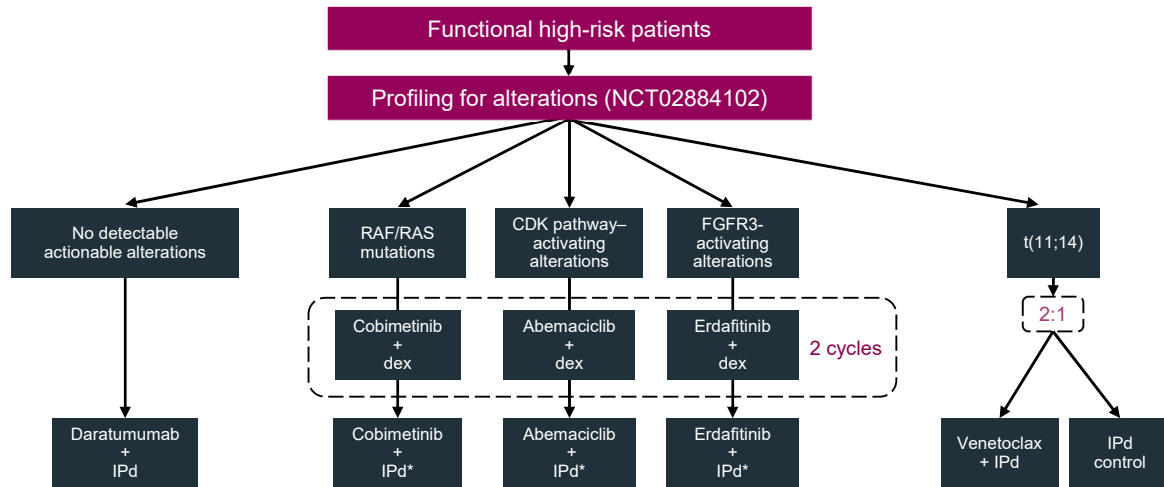 Functional high-risk patients
Profiling for alterations (NCT02884102)
No detectable
actionable alterations
RAF/RAS
mutations
CDK pathway–
activating
alterations
FGFR3-
activating
alterations
t(11;14)
Cobimetinib
+
dex
Abemaciclib
+
dex
Erdafitinib
+
dex
2 cycles
2:1
Daratumumab
+
IPd
Cobimetinib
+
IPd*
Abemaciclib
+
IPd*
Erdafitinib
+
IPd*
Venetoclax
+ IPd
IPd
control